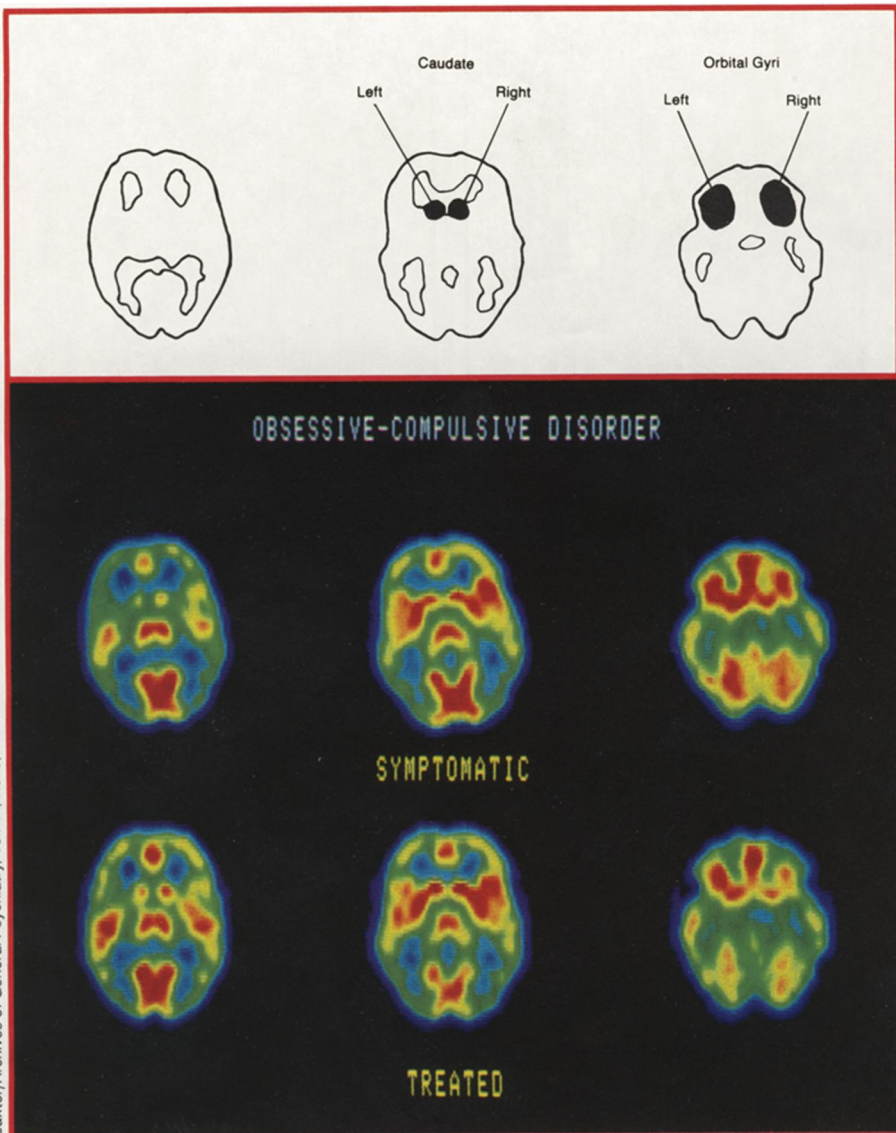 Caudate
Left
Right
Orbital Gyri
Left
Right
OBSESSIVE-COMPULSIVE DISORDER
SYMPTOMATIC
TREATED